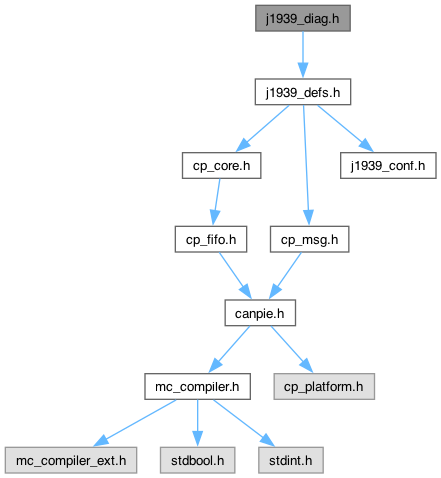 j1939_diag.h
j1939_defs.h
cp_core.h
j1939_conf.h
cp_fifo.h
cp_msg.h
canpie.h
mc_compiler.h
cp_platform.h
mc_compiler_ext.h
stdbool.h
stdint.h